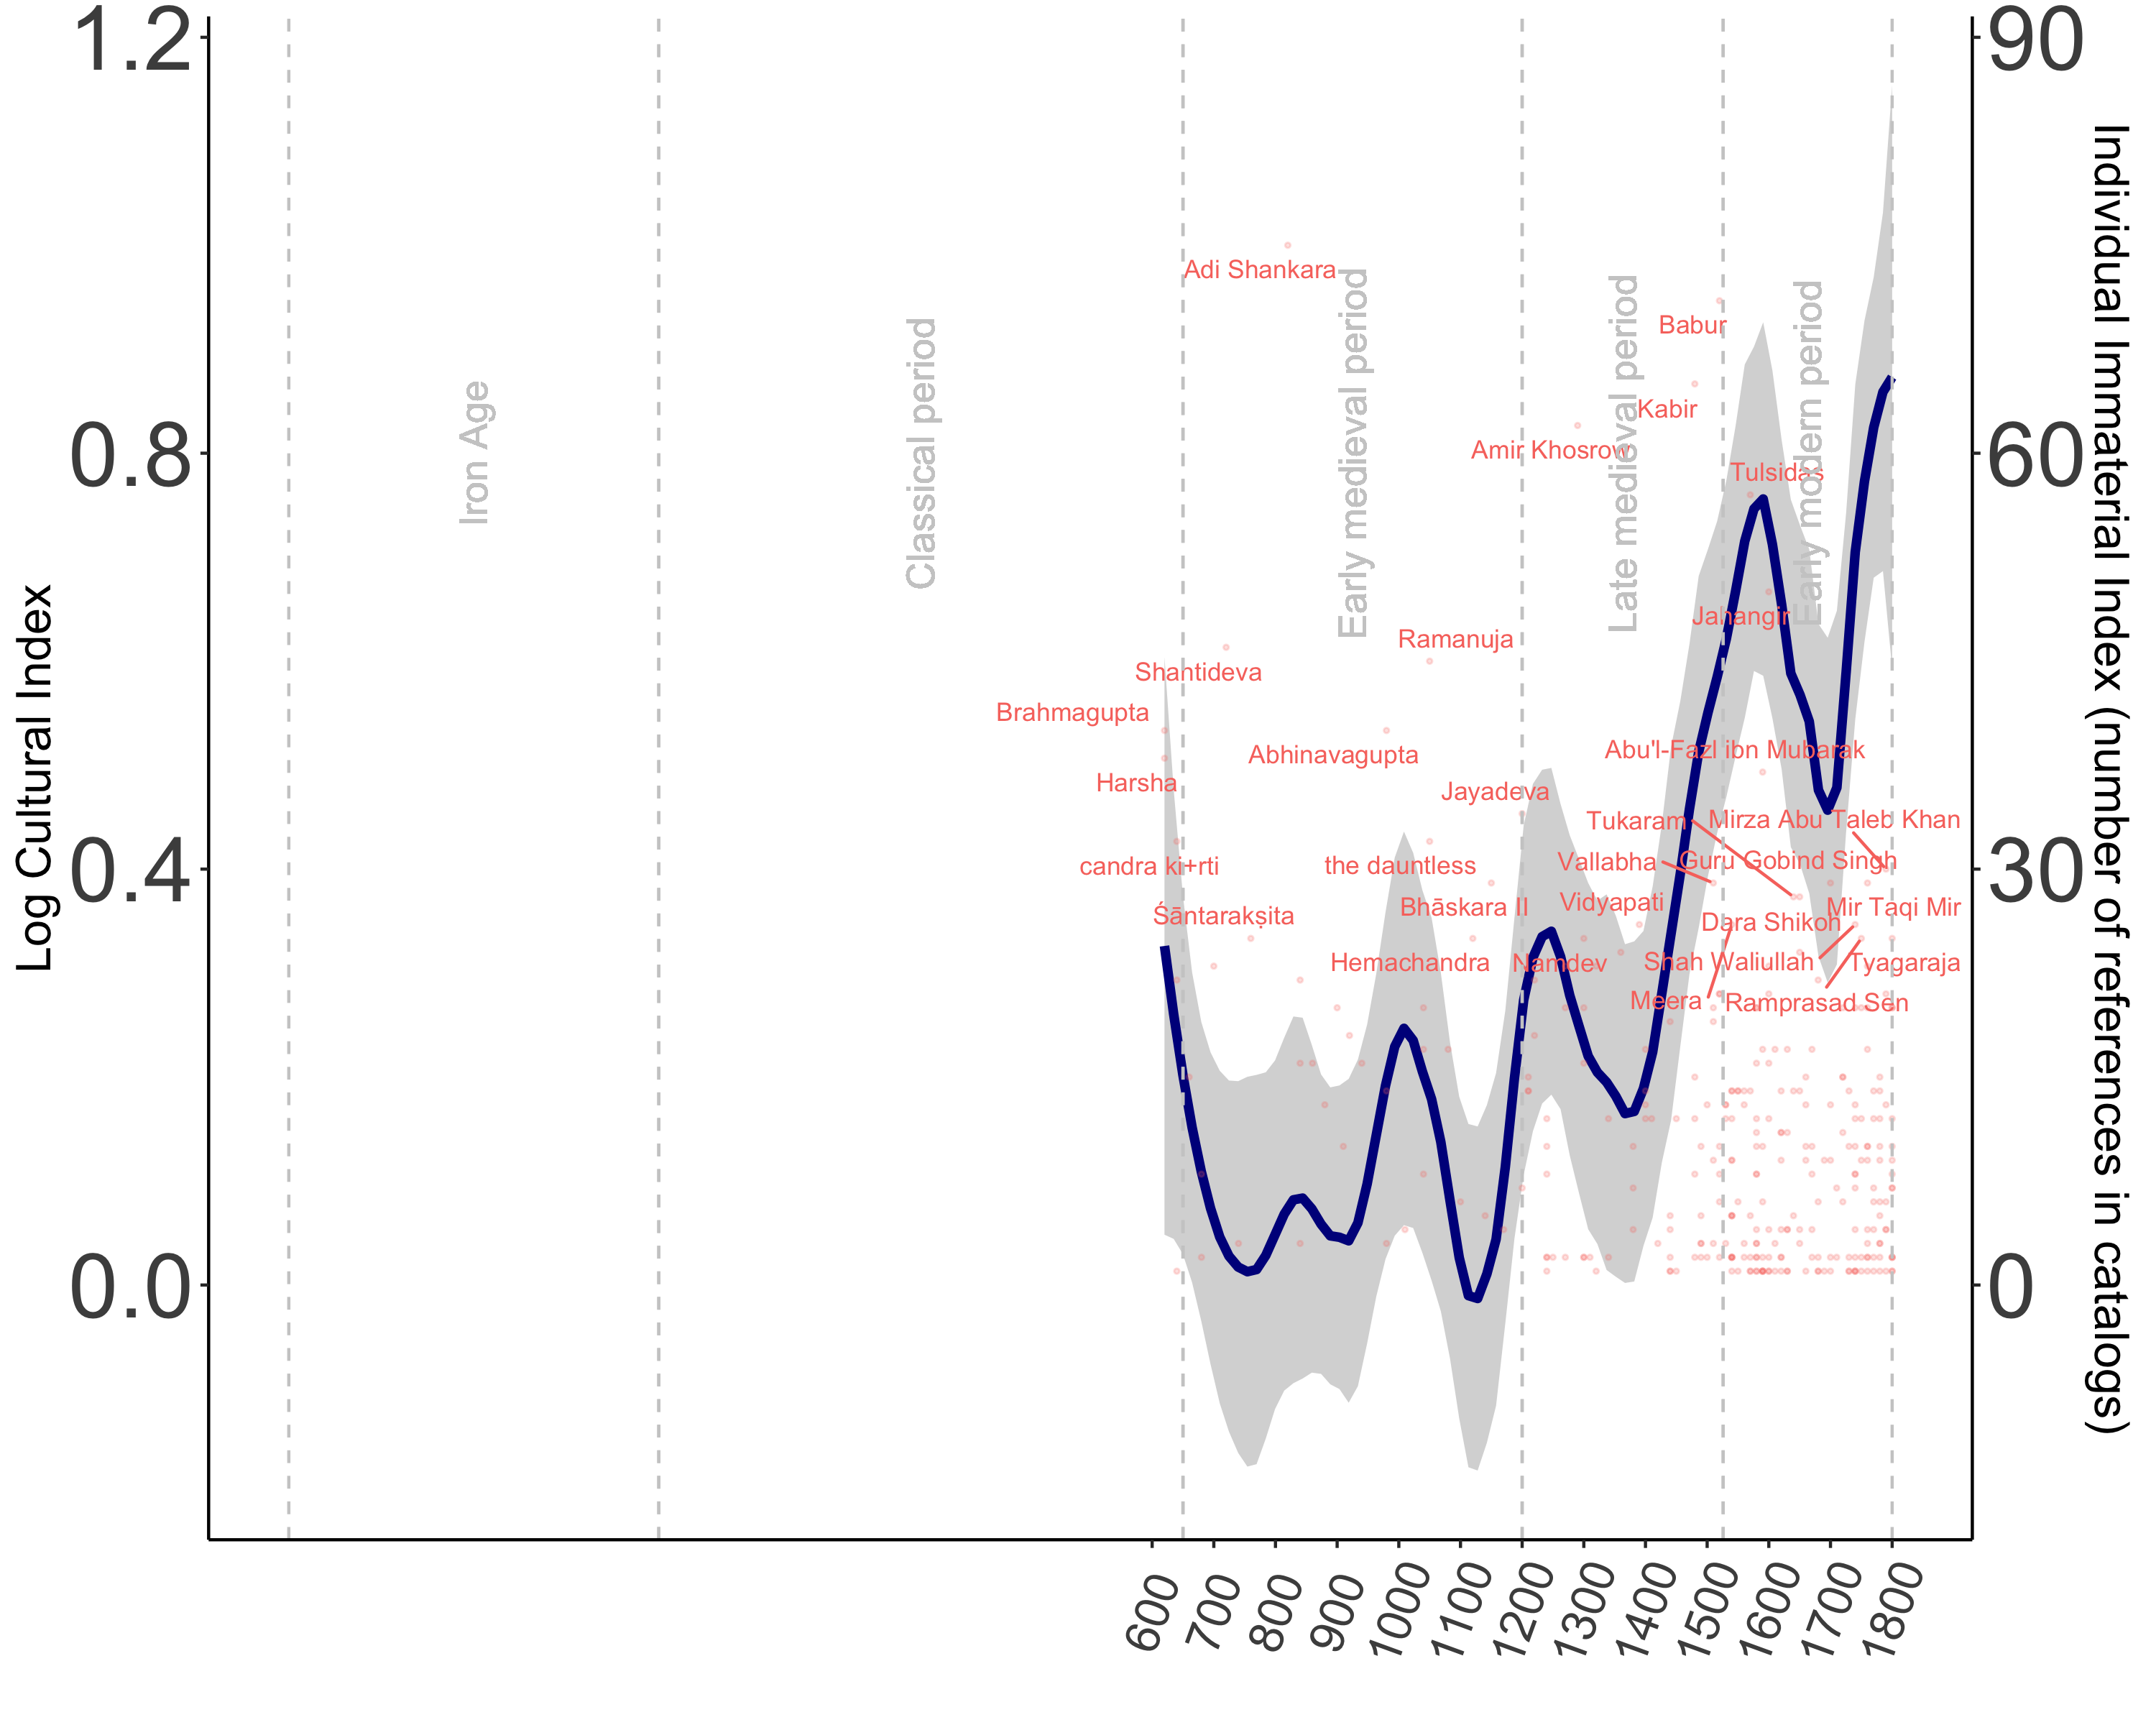 1.2
0.8
0.4
0.0
Log Cultural Index
90
60
30
0
Individual Immaterial Index (number of references in catalogs)
Iron Age
Classical period
Early medieval period
Late medieval period
Early modern period
Adi Shankara
Babur
Kabir
Amir Khosrow
Tulsidas
Jahangir
Ramanuja
Shantideva
Brahmagupta
Abhinavagupta
Abu'l-Fazl ibn Mubarak
Harsha
Jayadeva
Tukaram
Mirza Abu Taleb Khan
candra ki+rti
the dauntless
Vallabha
Guru Gobind Singh
Śāntarakṣita
Bhāskara II
Vidyapati
Mir Taqi Mir
Dara Shikoh
Hemachandra
Namdev
Shah Waliullah
Tyagaraja
Meera
Ramprasad Sen
600
700
800
900
1000
1100
1200
1300
1400
1500
1600
1700
1800